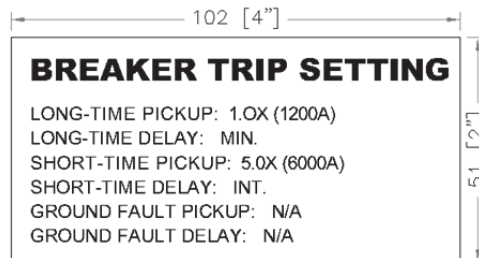 102 [4"]
BREAKER TRIP SETTING
LONG-TIME PICKUP: 1.OX (1200A)
LONG-TIME DELAY: MIN.
SHORT-TIME PICKUP: 5.0X (6000A)
SHORT-TIME DELAY: INT.
GROUND FAULT PICKUP: N/A
GROUND FAULT DELAY: N/A
51 [2"]